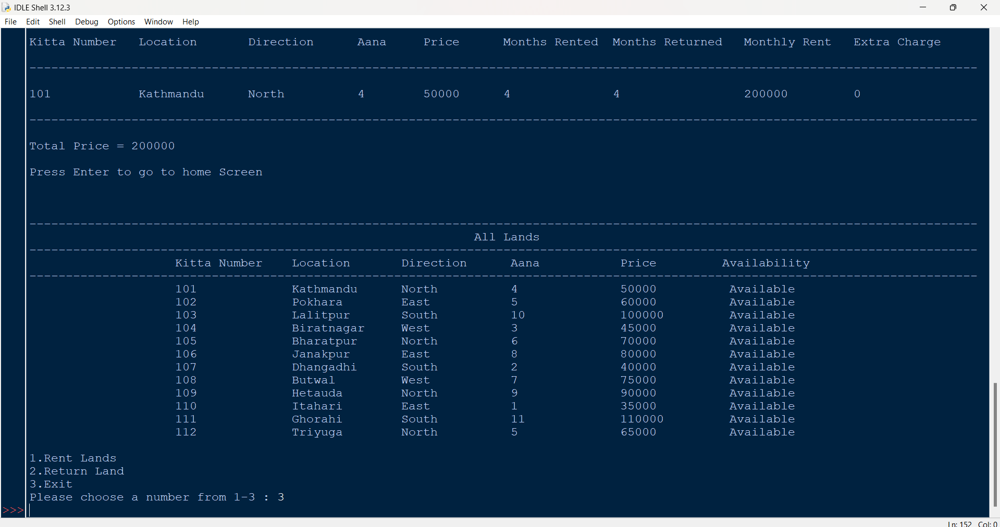 IDLE Shell 3.12.3
File Edit Shell Debug Options Window Help
Kitta Number Location Direction Aana Price Months Rented Months Returned Monthly Rent Extra Charge
101 Kathmandu North 4 50000 4 4 200000 0
Total Price = 200000
Press Enter to go to home Screen
All Lands
Kitta Number Location Direction Aana Price Availability
101 Kathmandu North 4 50000 Available
102 Pokhara East 5 60000 Available
103 Lalitpur South 10 100000 Available
104 Biratnagar West 3 45000 Available
105 Bharatpur North 6 70000 Available
106 Janakpur East 8 80000 Available
107 Dhangadhi South 2 40000 Available
108 Butwal West 7 75000 Available
109 Hetauda North 9 90000 Available
110 Itahari East 1 35000 Available
111 Ghorahi South 11 110000 Available
112 Triyuga North 5 65000 Available
1.Rent Lands
2.Return Land
3.Exit
Please choose a number from 1-3 : 3
>>>
Ln: 152 Col: 0